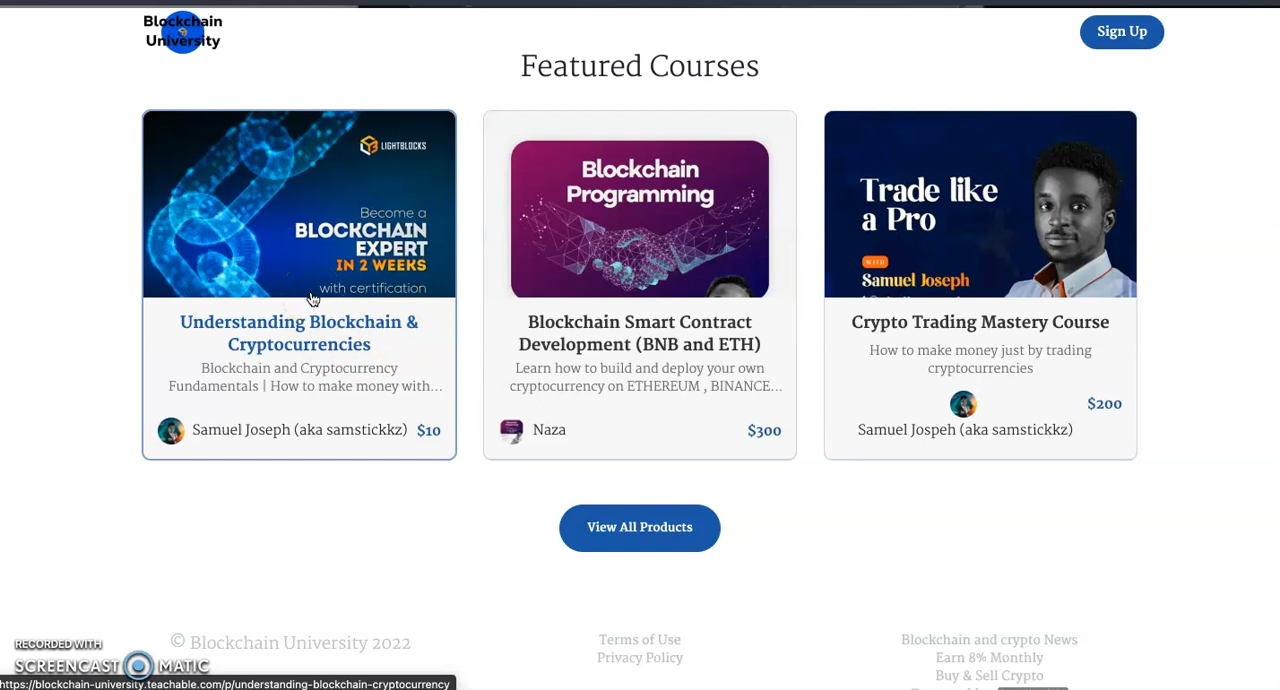 Blockchain
University
Sign Up
Featured Courses
LIGHTBLOCKS
Become a
BLOCKCHAIN
EXPERT
IN 2 WEEKS
with certification
Understanding Blockchain &
Cryptocurrencies
Blockchain and Cryptocurrency
Fundamentals | How to make money with...
Samuel Joseph (aka samstickkz) $10
Blockchain
Programming
Blockchain Smart Contract
Development (BNB and ETH)
Learn how to build and deploy your own
cryptocurrency on ETHEREUM , BINANCE...
Naza $300
Trade like
a Pro
WITH
Samuel Joseph
Crypto Trading Mastery Course
How to make money just by trading
cryptocurrencies
$200
Samuel Jospeh (aka samstickkz)
View All Products
© Blockchain University 2022
Terms of Use
Privacy Policy
Blockchain and crypto News
Earn 8% Monthly
Buy & Sell Crypto
RECORDED WITH
SCREENCAST MATIC
https://blockchain-university.teachable.com/p/understanding-blockchain-cryptocurrency